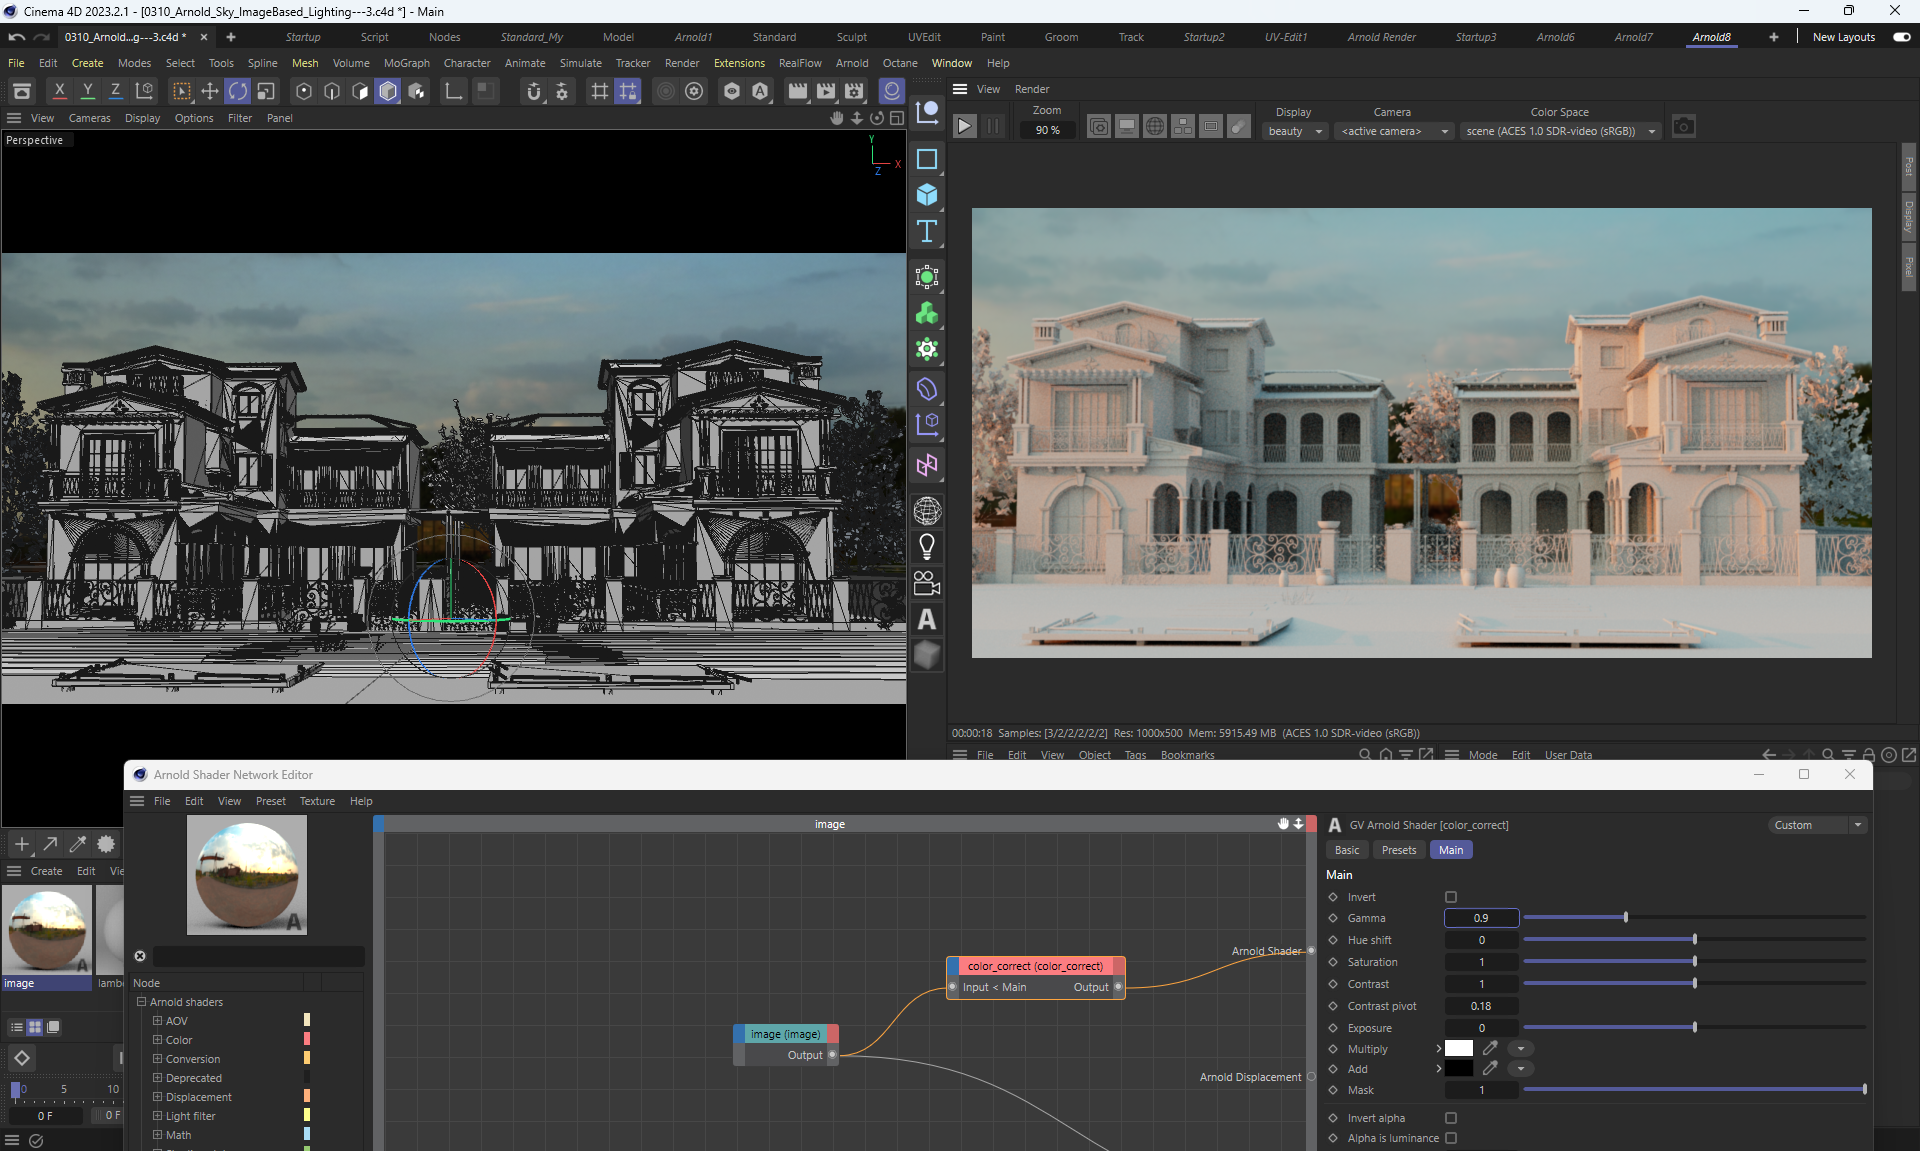 Cinema 4D 2023.2.1 - [0310_Arnold_Sky_ImageBased_Lighting---3.c4d *] - Main
0310_Arnold...g---3.c4d *
Startup Script Nodes Standard_My Model Arnold1 Standard Sculpt UVEdit Paint Groom Track Startup2 UV-Edit1 Arnold Render Startup3 Arnold6 Arnold7 Arnold8 New Layouts
File Edit Create Modes Select Tools Spline Mesh Volume MoGraph Character Animate Simulate Tracker Render Extensions RealFlow Arnold Octane Window Help
X Y Z
View Render
View Cameras Display Options Filter Panel
Zoom Display Camera Color Space
90 % beauty <active camera> scene (ACES 1.0 SDR-video (sRGB))
Perspective
Y
X
Z
Post
Display
Pixel
T
A
00:00:18 Samples: [3/2/2/2/2/2] Res: 1000x500 Mem: 5915.49 MB (ACES 1.0 SDR-video (sRGB))
File Edit View Object Tags Bookmarks Mode Edit User Data
Arnold Shader Network Editor
File Edit View Preset Texture Help
image
GV Arnold Shader [color_correct]
Custom
Basic Presets Main
Main
Invert
Gamma 0.9
Hue shift 0
Saturation 1
Contrast 1
Contrast pivot 0.18
Exposure 0
Multiply
Add
Mask 1
Invert alpha
Alpha is luminance
Arnold Shader
color_correct (color_correct)
Input < Main Output
image (image)
Output
Arnold Displacement
Create Edit Vie
image lamb
Node
Arnold shaders
AOV
Color
Conversion
Deprecated
Displacement
Light filter
Math
0 5 10
0 F 0 F